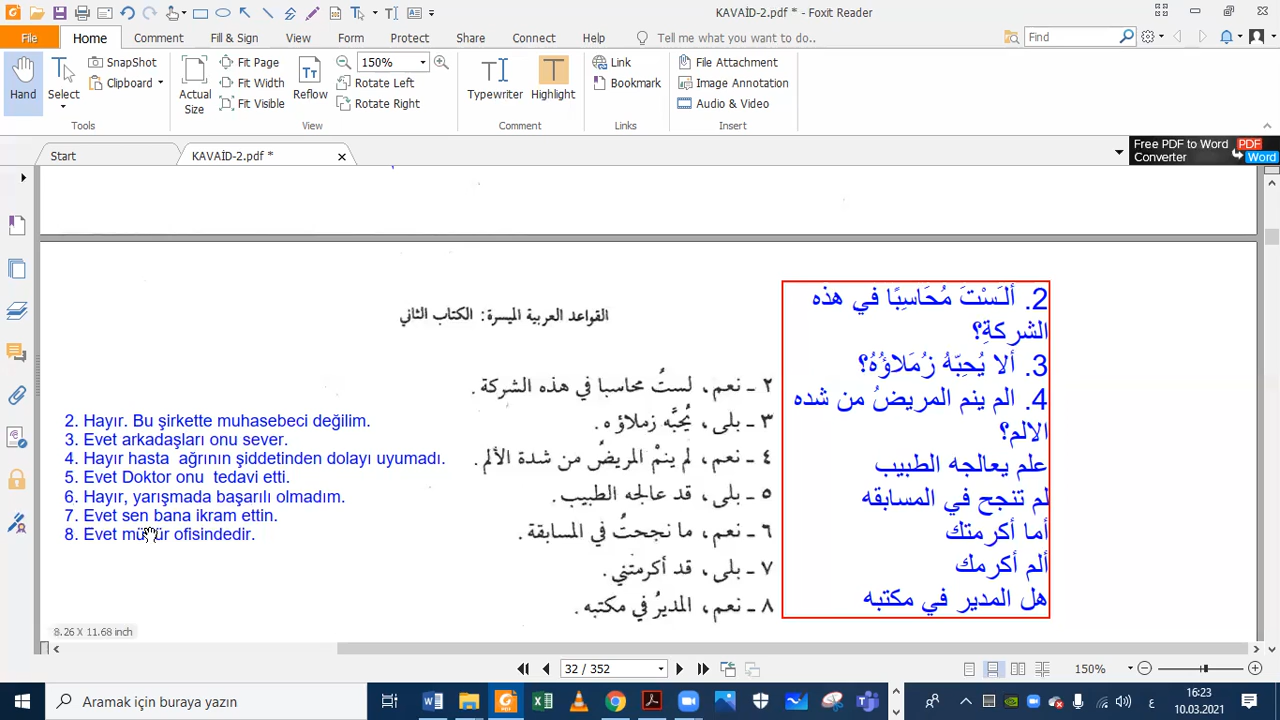 KAVAİD-2.pdf * - Foxit Reader
File Home Comment Fill & Sign View Form Protect Share Connect Help Tell me what you want to do.. Find
Hand
Select
SnapShot
Clipboard
Tools
Actual Size
Fit Page
Fit Width
Fit Visible
Reflow
150%
Rotate Left
Rotate Right
View
Typewriter
Highlight
Comment
Link
Bookmark
Links
File Attachment
Image Annotation
Audio & Video
Insert
Start
KAVAİD-2.pdf *
Free PDF to Word
Converter
PDF
Word
القواعد العربية الميسرة: الكتاب الثاني
٢ ـ نعم، لستُ محاسبا في هذه الشركة .
٣ ـ بلى، يُحبَّه زملاؤه .
٤ ـ نعم، لم ينمْ المريضُ من شدة الألم .
٥ ـ بلى، قد عالجه الطبيب .
٦ ـ نعم، ما نجحتُ في المسابقة .
٧ ـ بلى، قد أكرمتني .
٨ ـ نعم، المديرُ في مكتبه .
2. ألَـسْتَ مُحَاسِبًا في هذه
الشركةِ؟
3. ألا يُحِبّهُ زُمَلاؤُهُ؟
4. الم ينم المريضُ من شده
الالم؟
علم يعالجه الطبيب
لم تنجح في المسابقه
أما أكرمتك
ألم أكرمك
هل المدير في مكتبه
2. Hayır. Bu şirkette muhasebeci değilim.
3. Evet arkadaşları onu sever.
4. Hayır hasta ağrının şiddetinden dolayı uyumadı.
5. Evet Doktor onu tedavi etti.
6. Hayır, yarışmada başarılı olmadım.
7. Evet sen bana ikram ettin.
8. Evet müdür ofisindedir.
8.26 X 11.68 inch
32 / 352
150%
Aramak için buraya yazın
ع
16:23
10.03.2021